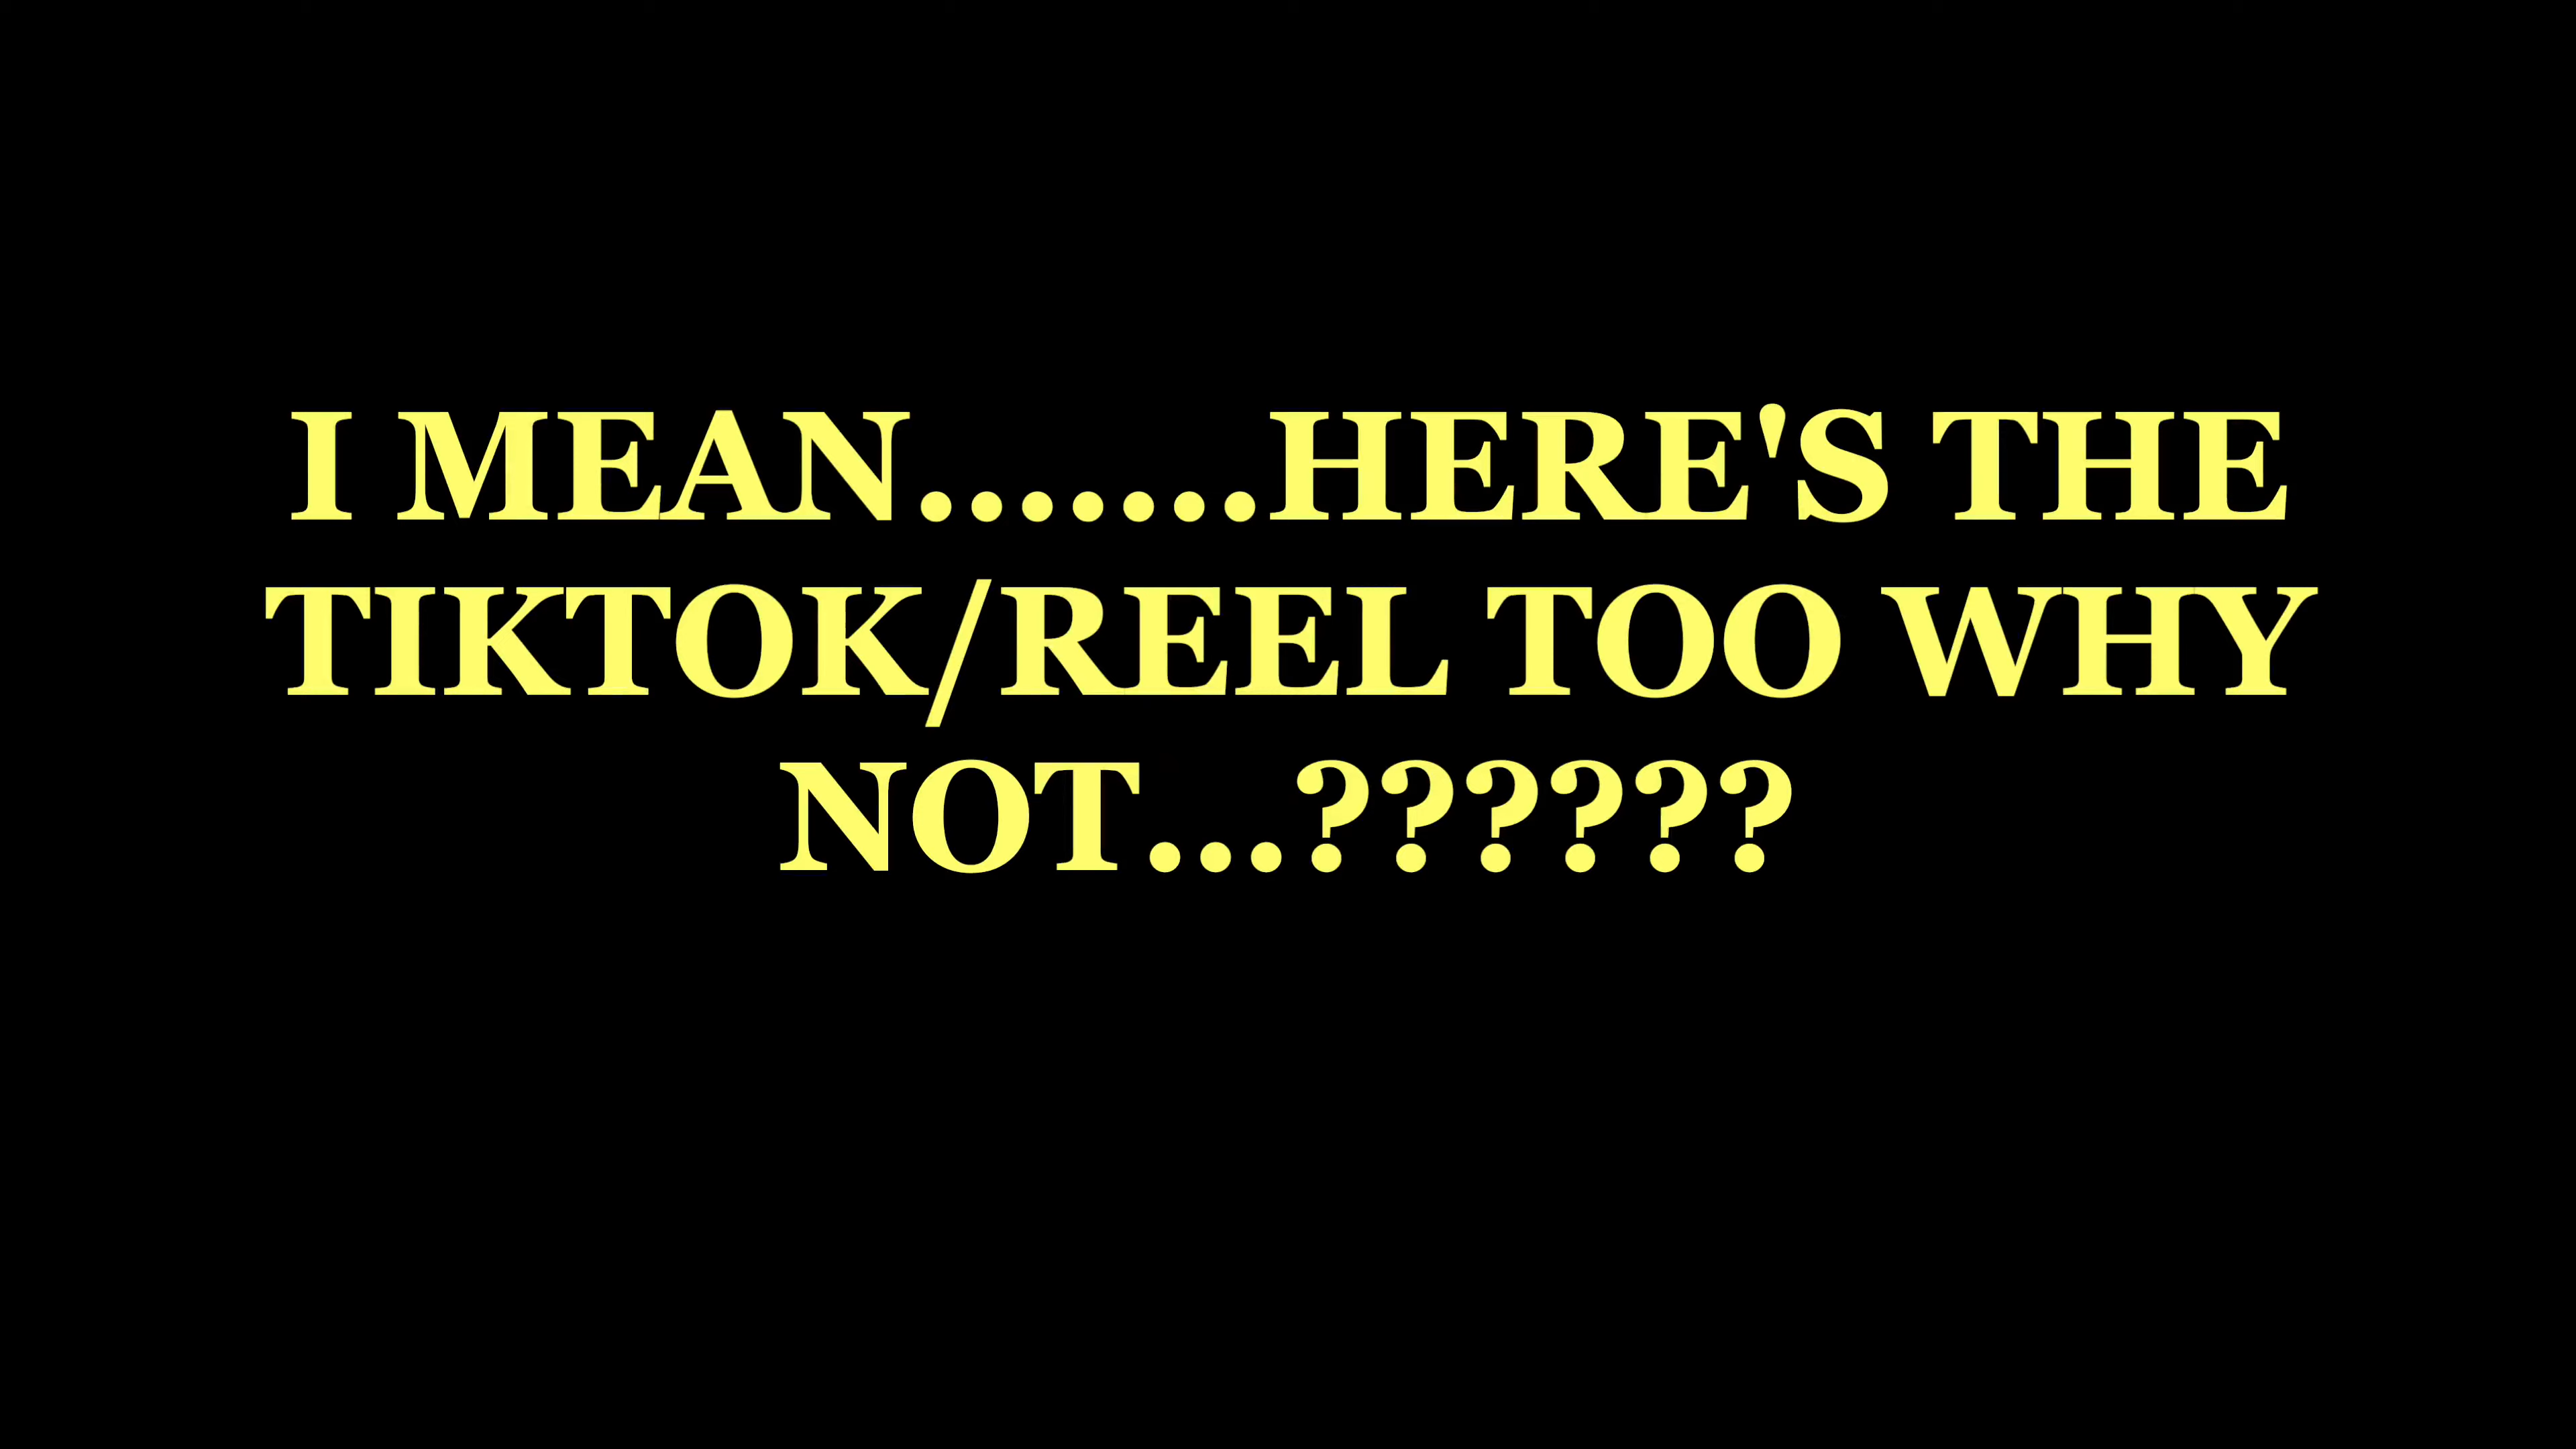 I MEAN.......HERE'S THE
TIKTOK/REEL TOO WHY
NOT...??????